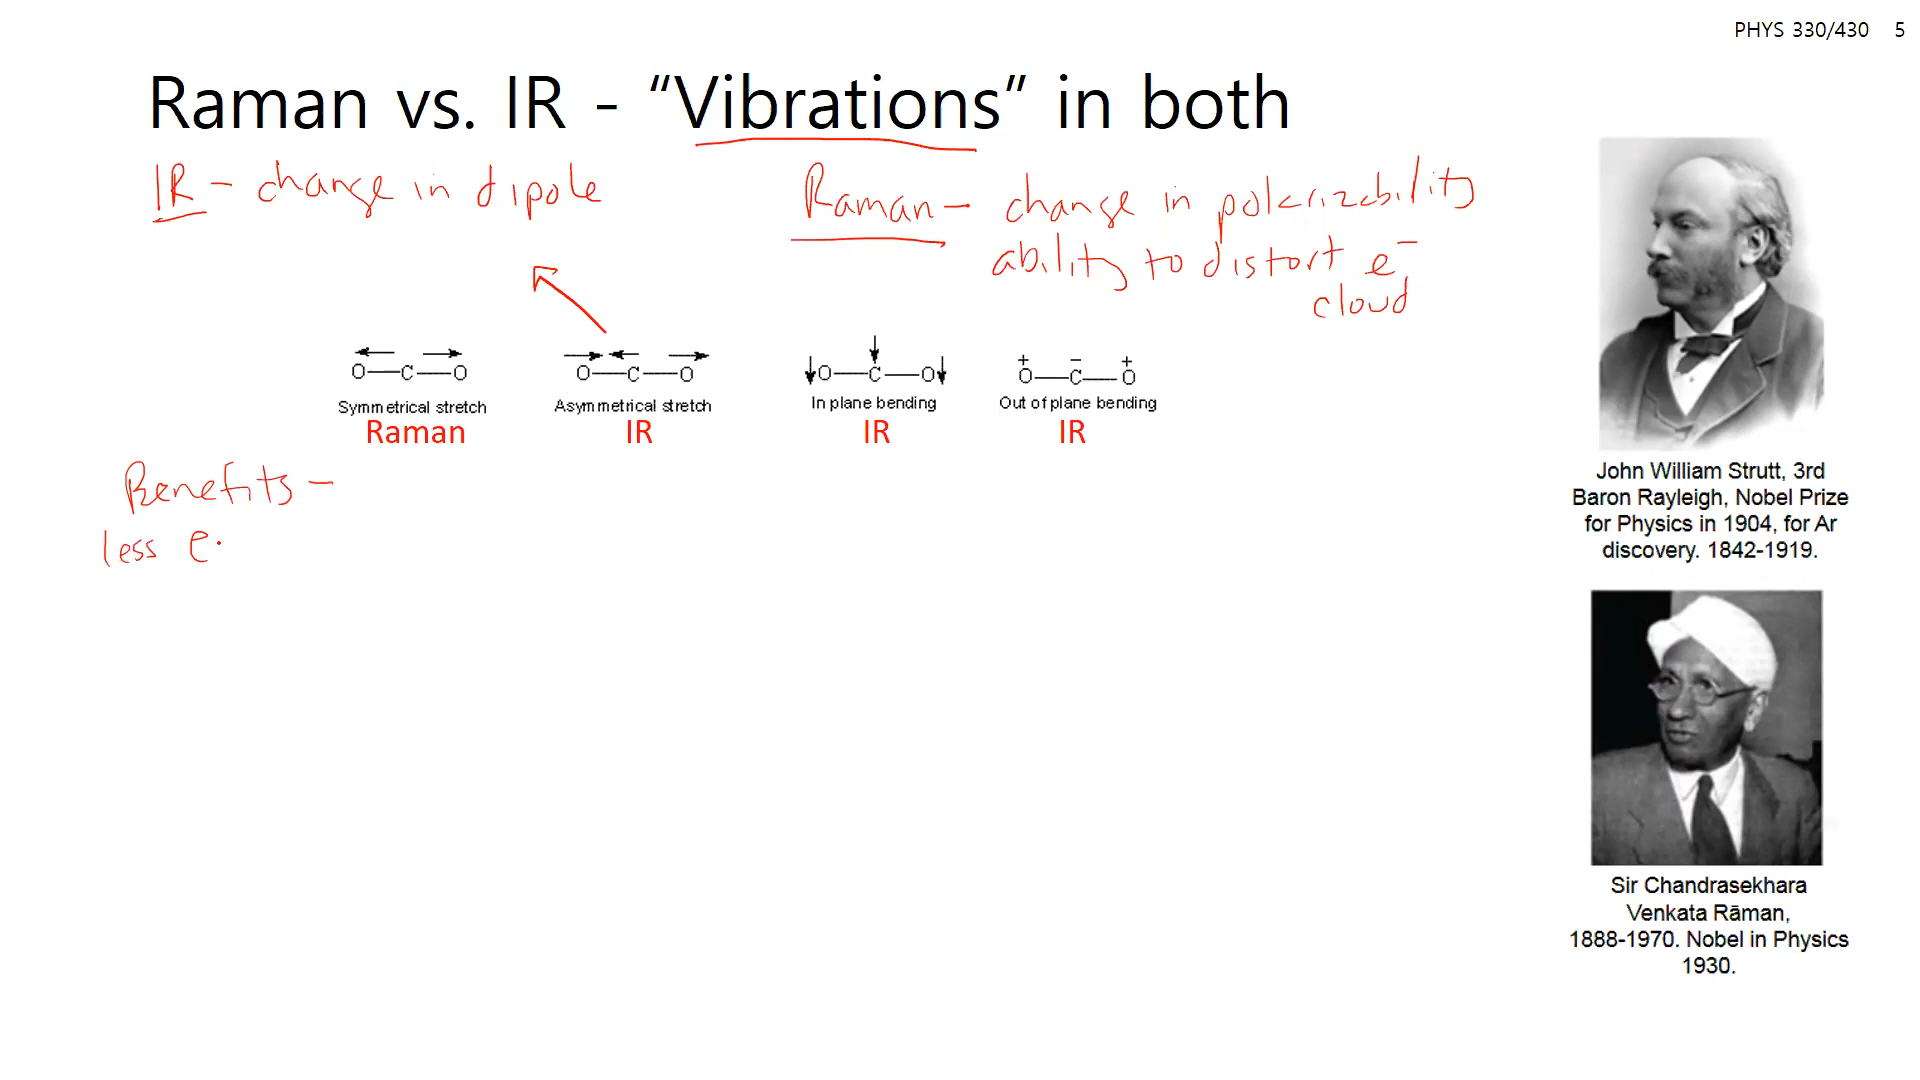 PHYS 330/430 5
Raman vs. IR - “Vibrations” in both
IR - change in dipole
Raman - change in polarizability
ability to distort e⁻
cloud
O C O
O C O
O C O
+ − +
O C O
Symmetrical stretch
Asymmetrical stretch
In plane bending
Out of plane bending
Raman
IR
IR
IR
Benefits -
less e.
John William Strutt, 3rd
Baron Rayleigh, Nobel Prize
for Physics in 1904, for Ar
discovery. 1842-1919.
Sir Chandrasekhara
Venkata Rāman,
1888-1970. Nobel in Physics
1930.